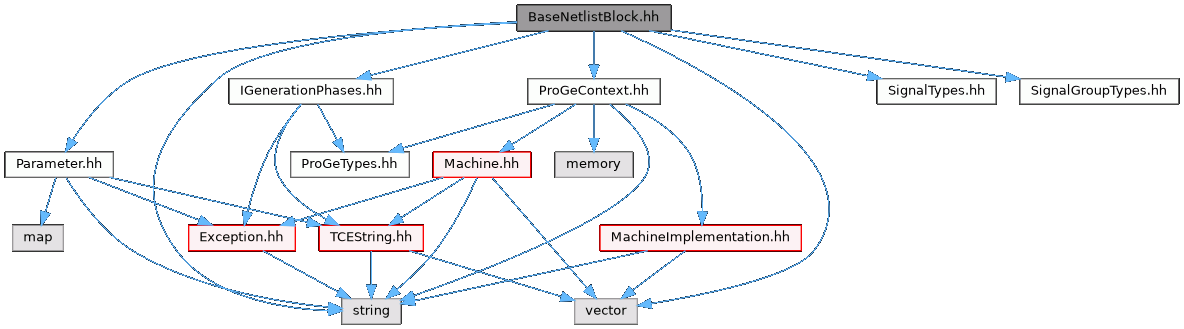 BaseNetlistBlock.hh
IGenerationPhases.hh
ProGeContext.hh
SignalTypes.hh
SignalGroupTypes.hh
Parameter.hh
ProGeTypes.hh
Machine.hh
memory
map
Exception.hh
TCEString.hh
MachineImplementation.hh
string
vector